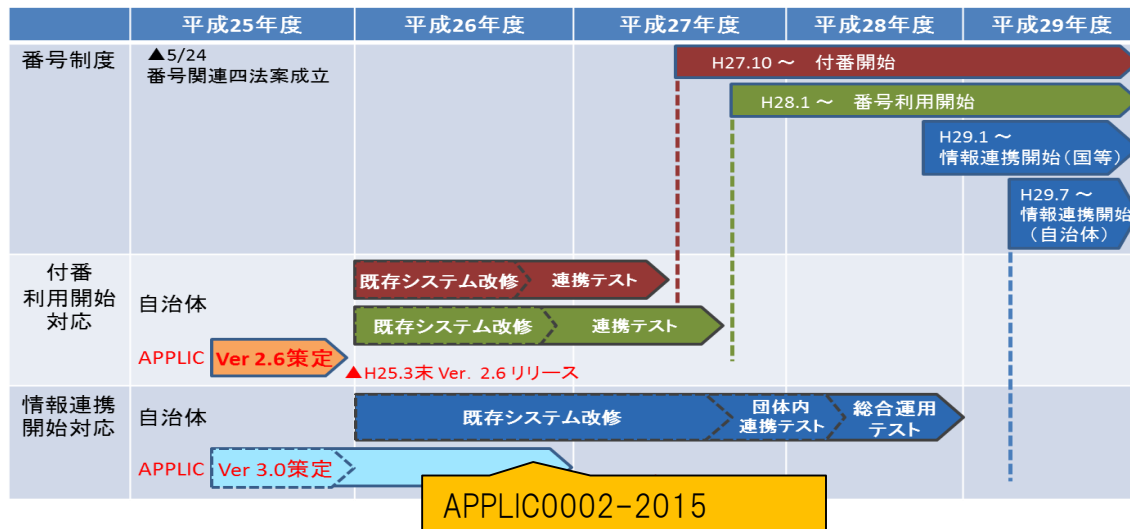 平成25年度 平成26年度 平成27年度 平成28年度 平成29年度
番号制度
▲5/24
番号関連四法案成立
H27.10 ～ 付番開始
H28.1 ～ 番号利用開始
H29.1 ～
情報連携開始（国等）
H29.7 ～
情報連携開始
（自治体）
付番
利用開始
対応
自治体
既存システム改修 連携テスト
既存システム改修 連携テスト
APPLIC Ver 2.6策定
▲H25.3末 Ver. 2.6 リリース
情報連携
開始対応
自治体
既存システム改修
団体内
連携テスト
総合運用
テスト
APPLIC Ver 3.0策定
APPLIC0002-2015